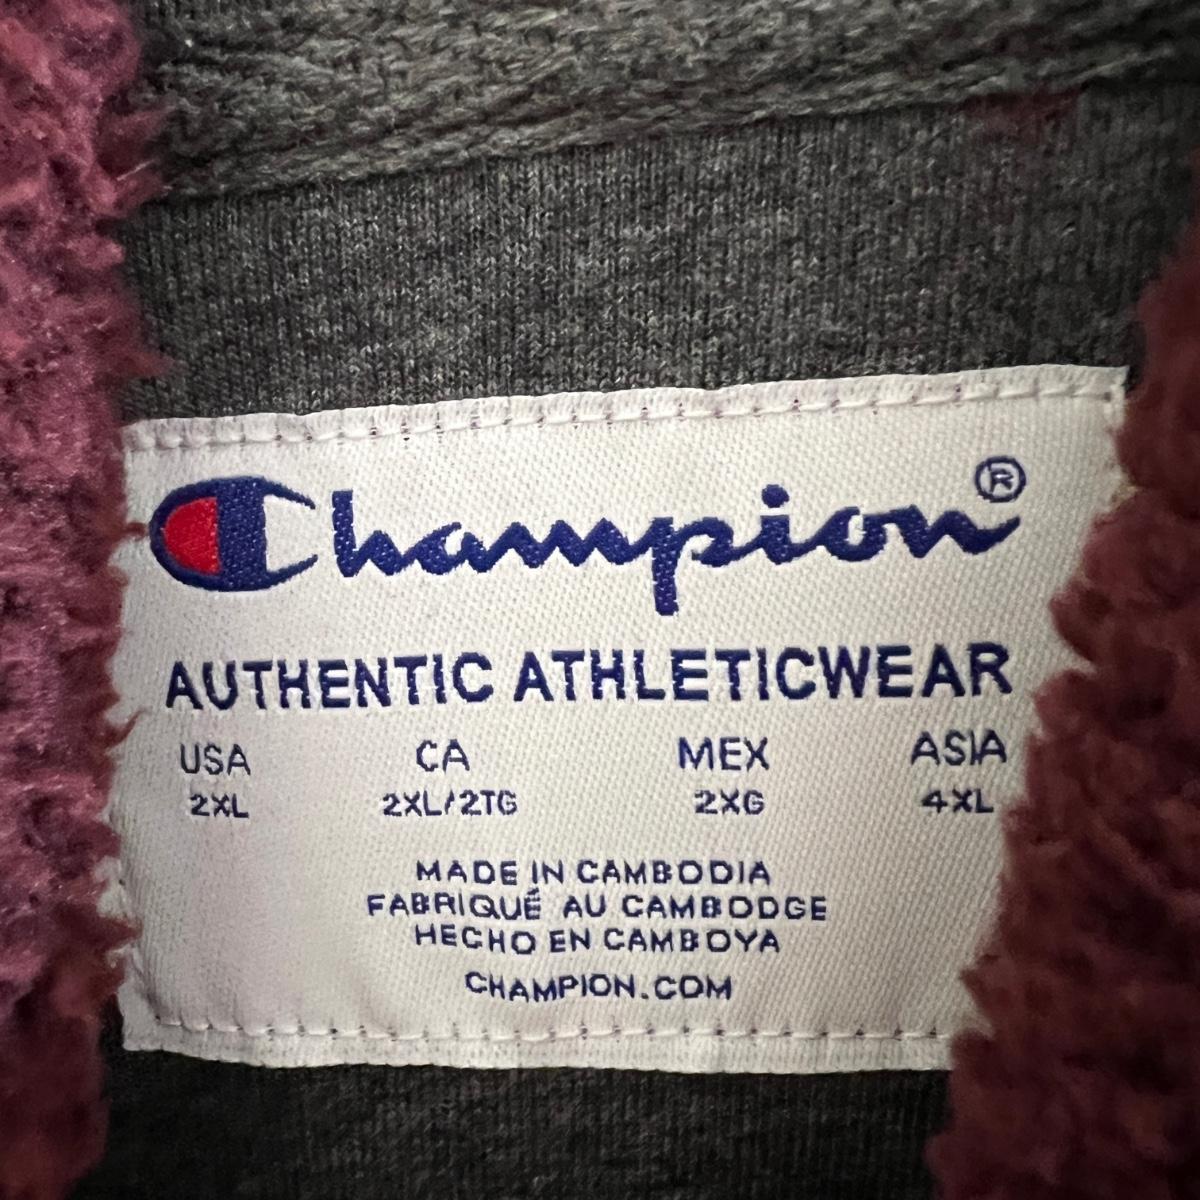 Champion®
AUTHENTIC ATHLETICWEAR
USA CA MEX ASIA
2XL 2XL/2TG 2XG 4XL
MADE IN CAMBODIA
FABRIQUÉ AU CAMBODGE
HECHO EN CAMBOYA
CHAMPION.COM